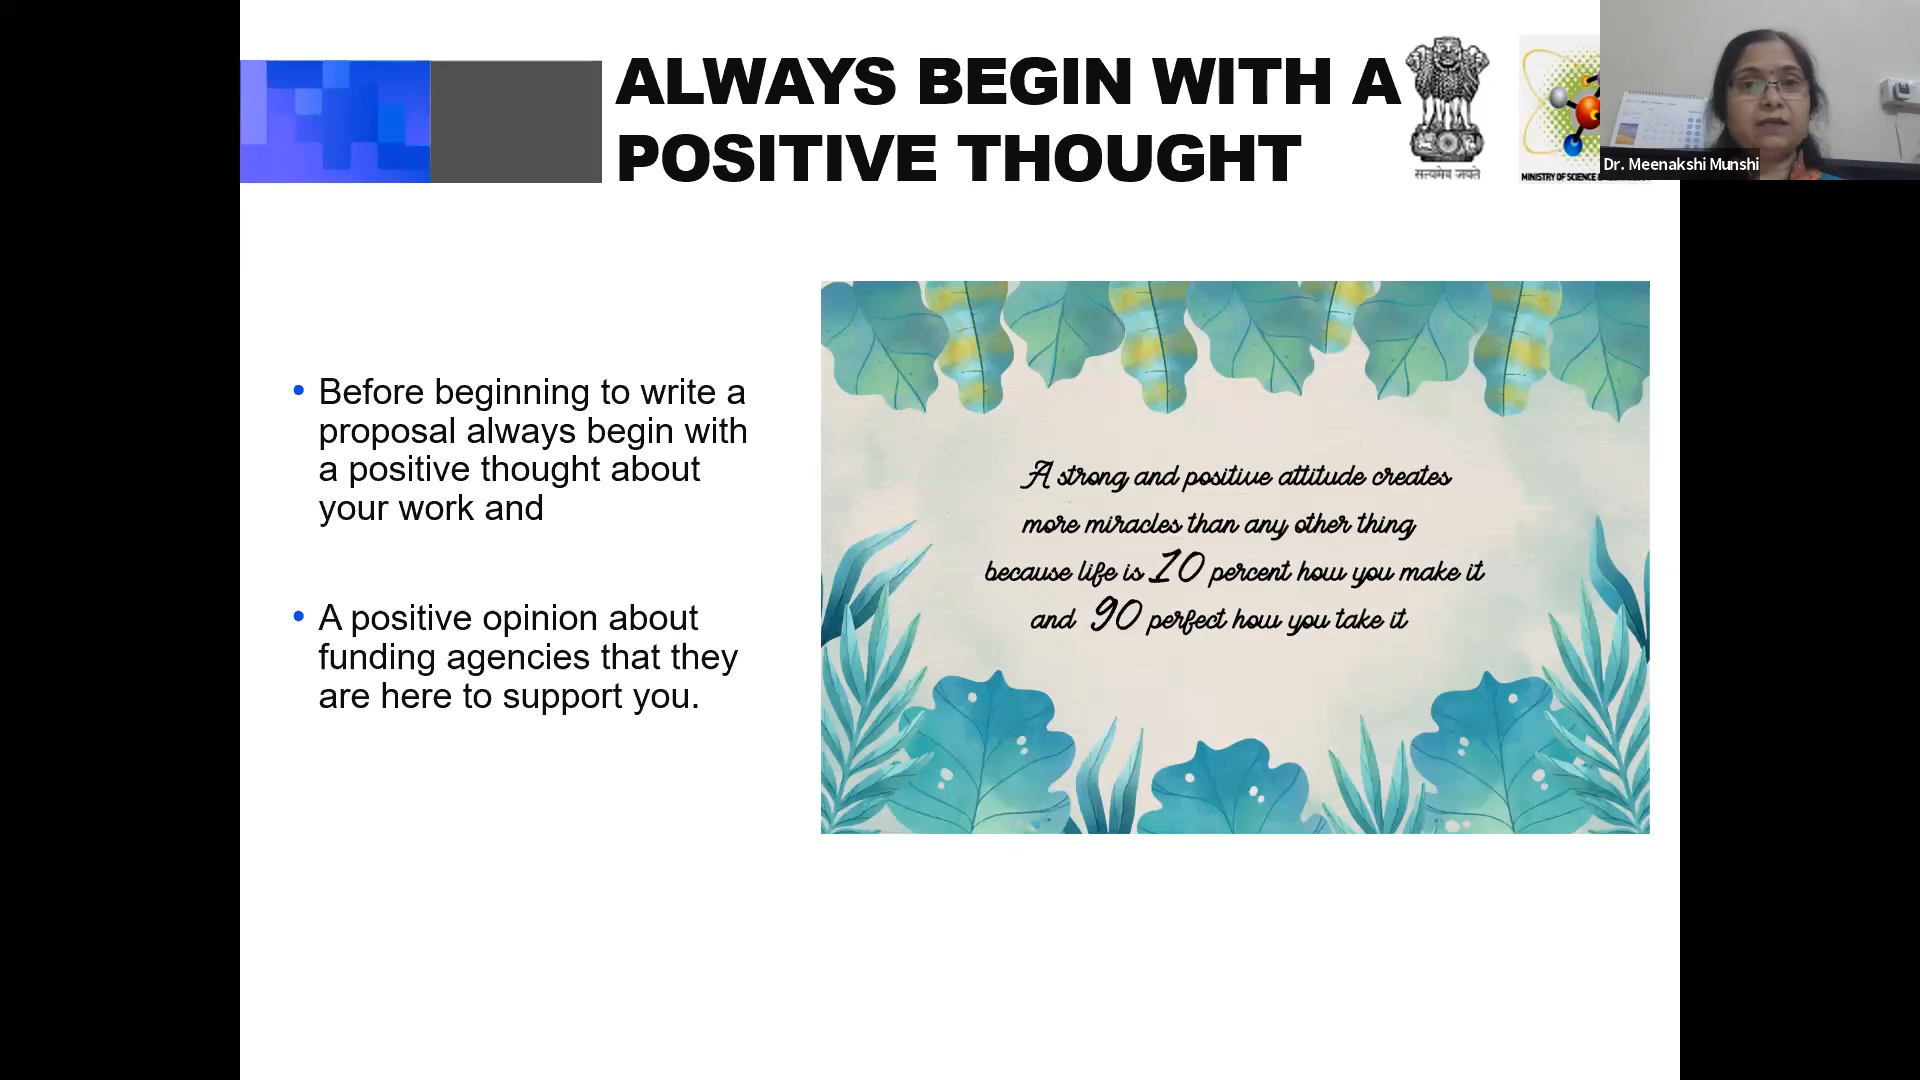 ALWAYS BEGIN WITH A
POSITIVE THOUGHT
सत्यमेव जयते
MINISTRY OF SCIENCE
Dr. Meenakshi Munshi
• Before beginning to write a
proposal always begin with
a positive thought about
your work and
• A positive opinion about
funding agencies that they
are here to support you.
A strong and positive attitude creates
more miracles than any other thing
because life is 10 percent how you make it
and 90 perfect how you take it